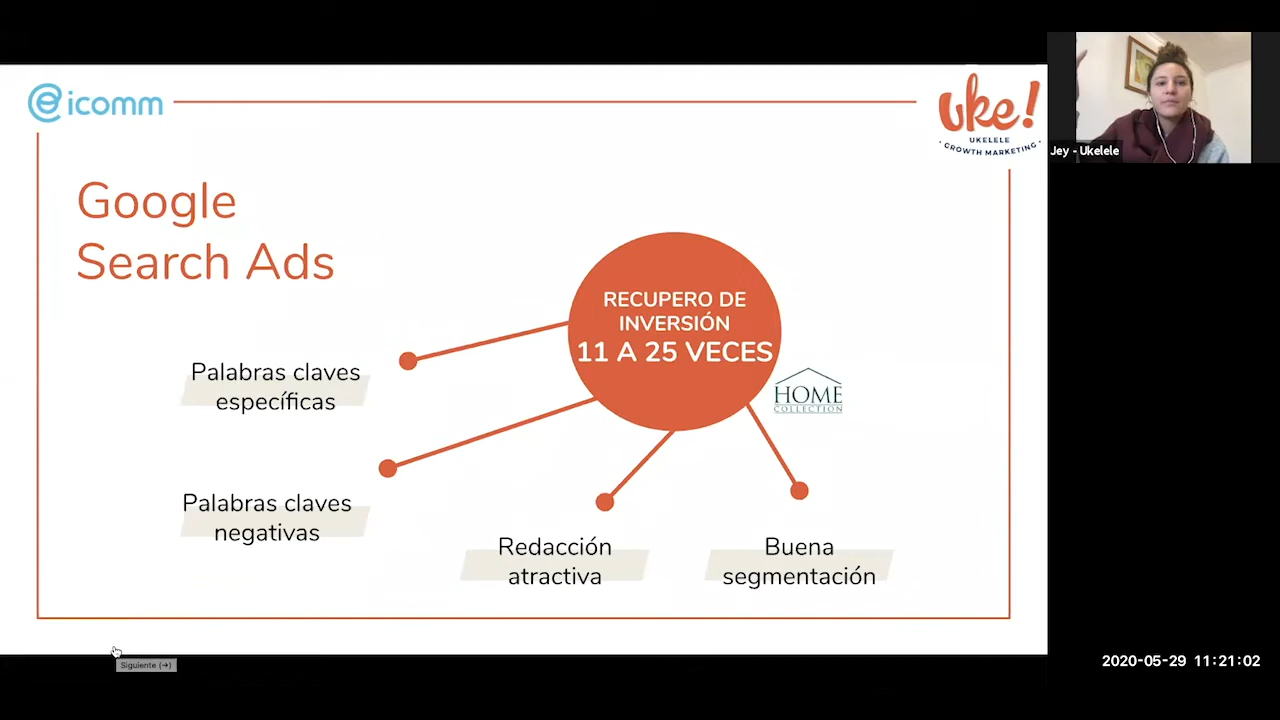 icomm
uke!
UKELELE
· GROWTH MARKETING ·
Jey - Ukelele
Google
Search Ads
RECUPERO DE
INVERSIÓN
11 A 25 VECES
HOME
COLLECTION
Palabras claves
específicas
Palabras claves
negativas
Redacción
atractiva
Buena
segmentación
Siguiente (→)
2020-05-29 11:21:02